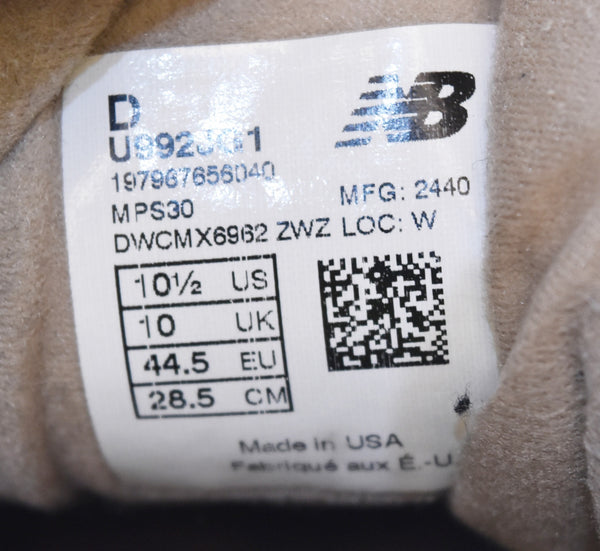 D
NB
197967656040
MPS30
MFG: 2440
DWCMX6962 ZWZ LOC: W
10½ US
10 UK
44.5 EU
28.5 CM
Made in USA
Fabriqué aux É.-U.